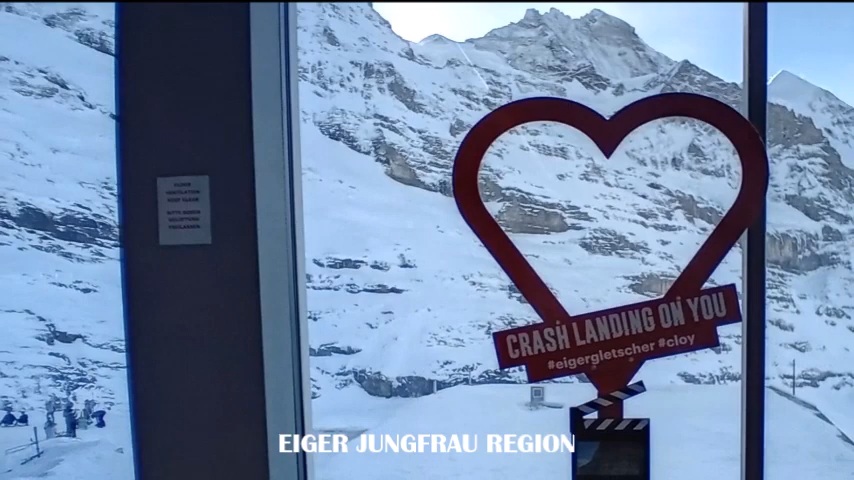 CRASH LANDING ON YOU
#eigergletscher #cloy
EIGER JUNGFRAU REGION